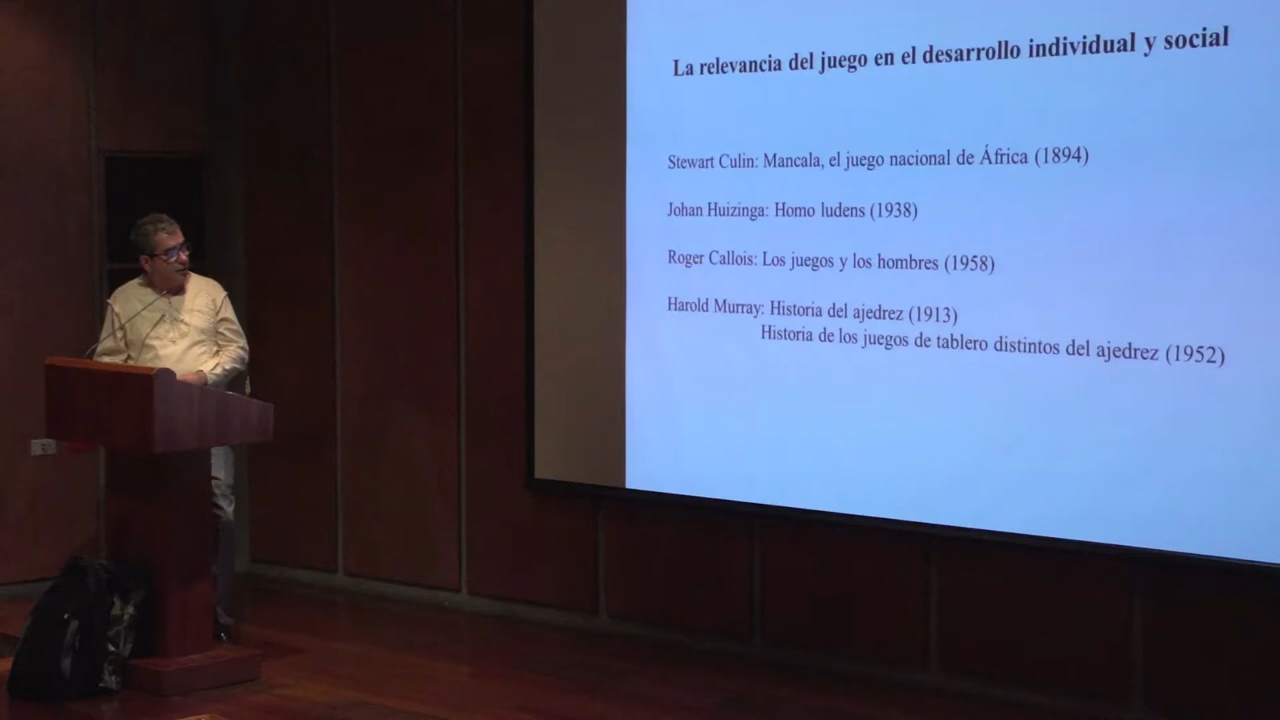 La relevancia del juego en el desarrollo individual y social
Stewart Culin: Mancala, el juego nacional de África (1894)
Johan Huizinga: Homo ludens (1938)
Roger Callois: Los juegos y los hombres (1958)
Harold Murray: Historia del ajedrez (1913)
Historia de los juegos de tablero distintos del ajedrez (1952)